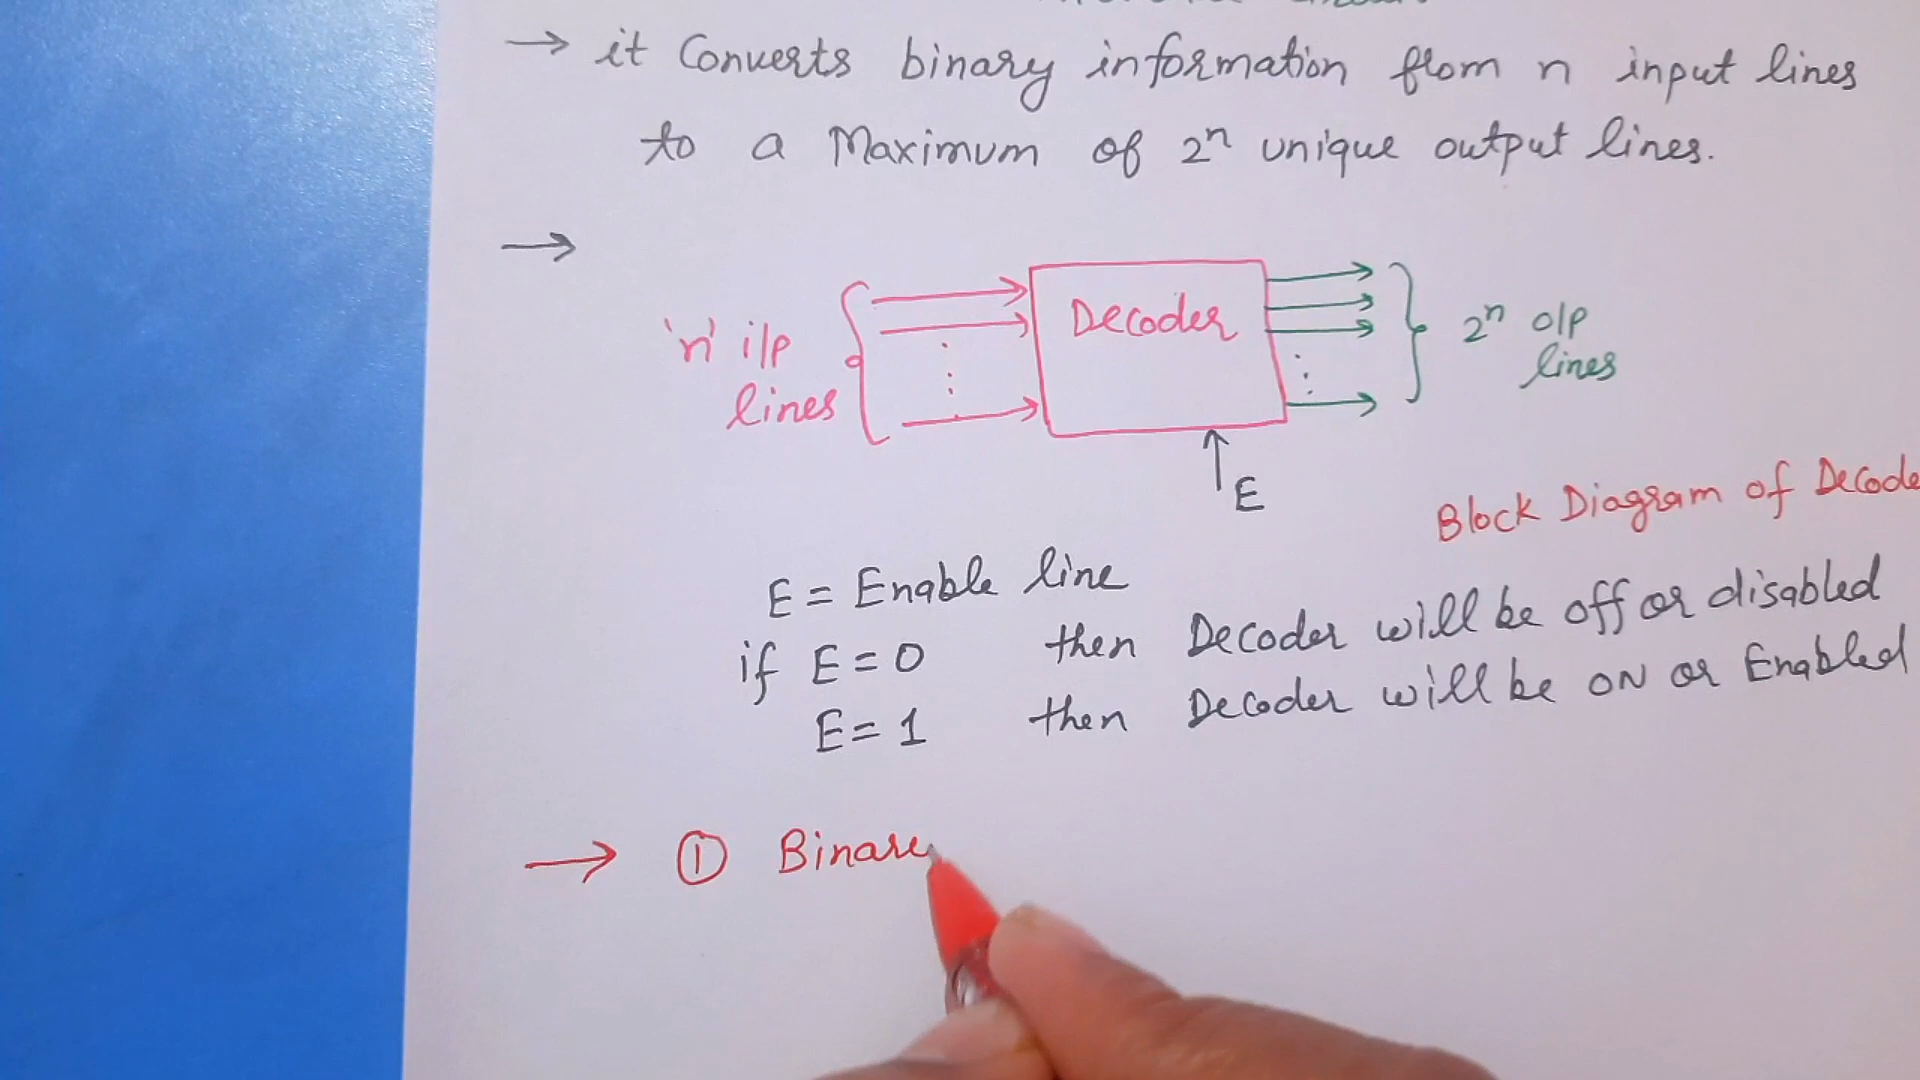 → it Converts binary information from n input lines
to a Maximum of 2ⁿ unique output lines.
→
'n' i/p
lines
Decoder
2ⁿ o/p
lines
E
Block Diagram of Decode
E = Enable line
if E = 0 then Decoder will be off or disabled
E = 1 then Decoder will be ON or Enabled
→ ① Binare